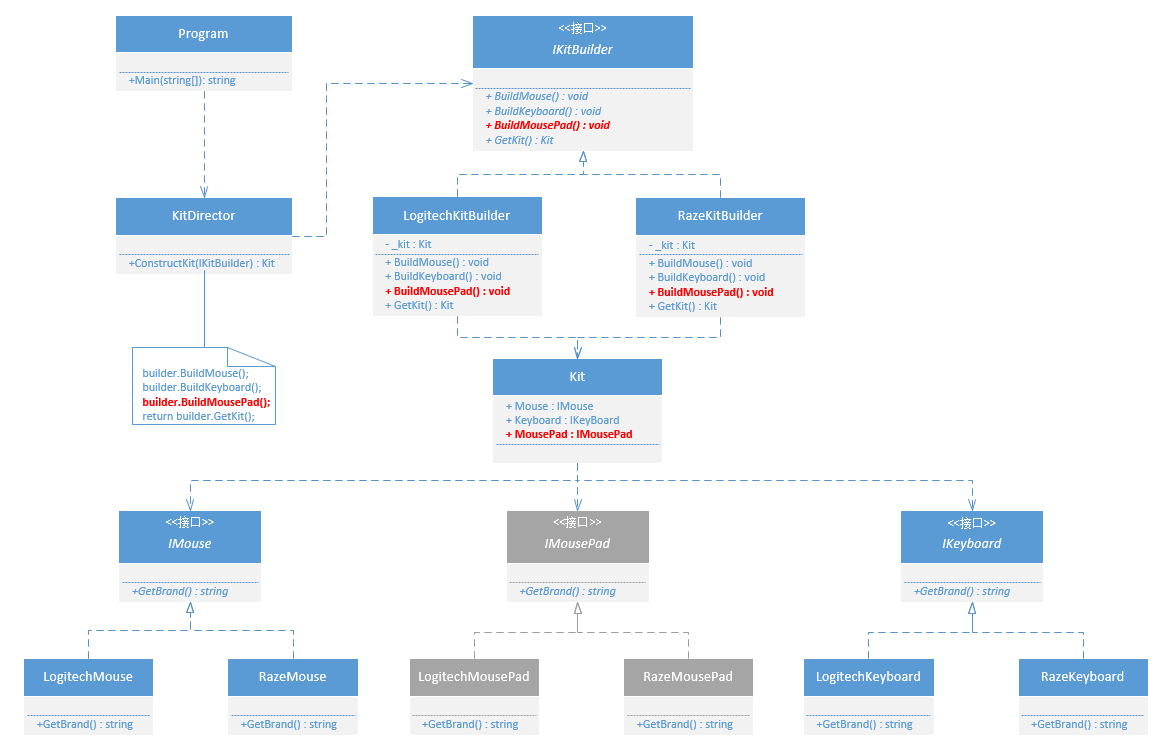 Program
+Main(string[]): string
<<接口>>
IKitBuilder
+ BuildMouse() : void
+ BuildKeyboard() : void
+ BuildMousePad() : void
+ GetKit() : Kit
KitDirector
+ConstructKit(IKitBuilder) : Kit
LogitechKitBuilder
- _kit : Kit
+ BuildMouse() : void
+ BuildKeyboard() : void
+ BuildMousePad() : void
+ GetKit() : Kit
RazeKitBuilder
- _kit : Kit
+ BuildMouse() : void
+ BuildKeyboard() : void
+ BuildMousePad() : void
+ GetKit() : Kit
builder.BuildMouse();
builder.BuildKeyboard();
builder.BuildMousePad();
return builder.GetKit();
Kit
+ Mouse : IMouse
+ Keyboard : IKeyBoard
+ MousePad : IMousePad
<<接口>>
IMouse
+GetBrand() : string
<<接口>>
IMousePad
+GetBrand() : string
<<接口>>
IKeyboard
+GetBrand() : string
LogitechMouse
+GetBrand() : string
RazeMouse
+GetBrand() : string
LogitechMousePad
+GetBrand() : string
RazeMousePad
+GetBrand() : string
LogitechKeyboard
+GetBrand() : string
RazeKeyboard
+GetBrand() : string